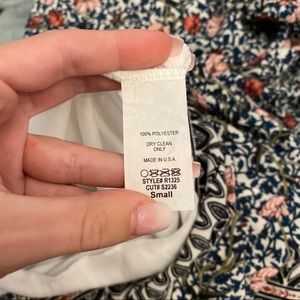 100% POLYESTER
DRY CLEAN
ONLY
MADE IN U.S.A.
STYLE# R1325
CUT# S2236
Small